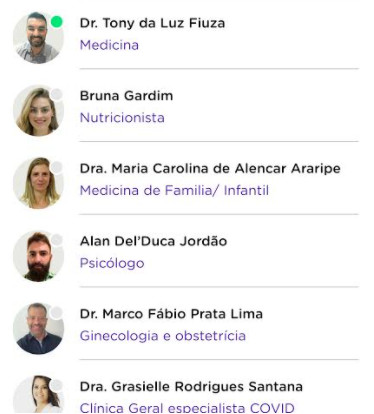 Dr. Tony da Luz Fiuza
Medicina
Bruna Gardim
Nutricionista
Dra. Maria Carolina de Alencar Araripe
Medicina de Familia/ Infantil
Alan Del'Duca Jordão
Psicólogo
Dr. Marco Fábio Prata Lima
Ginecologia e obstetrícia
Dra. Grasielle Rodrigues Santana
Clínica Geral especialista COVID